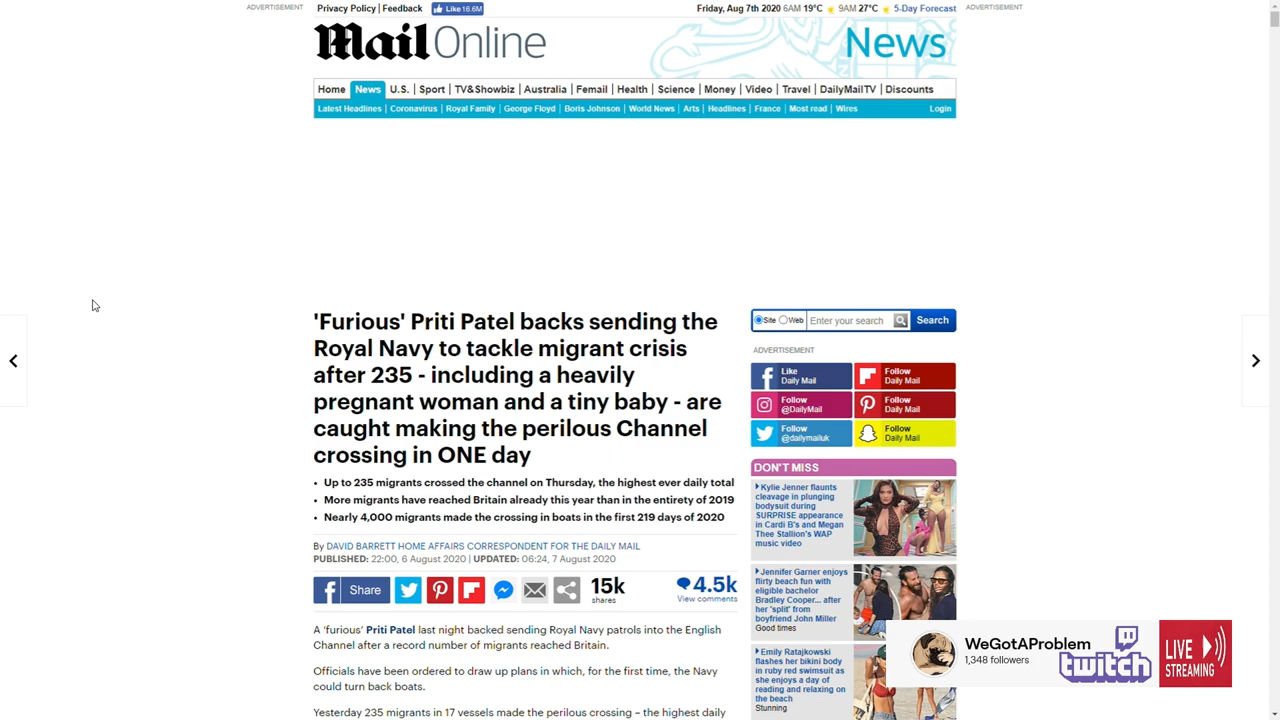 ADVERTISEMENT
Privacy Policy | Feedback
Like 16.6M
Friday, Aug 7th 2020 6AM 19°C 9AM 27°C 5-Day Forecast
ADVERTISEMENT
Mail Online
News
Home News U.S. | Sport | TV&Showbiz | Australia | Femail | Health | Science | Money | Video | Travel | DailyMailTV | Discounts
Latest Headlines | Coronavirus | Royal Family | George Floyd | Boris Johnson | World News | Arts | Headlines | France | Most read | Wires
Login
'Furious' Priti Patel backs sending the
Royal Navy to tackle migrant crisis
after 235 - including a heavily
pregnant woman and a tiny baby - are
caught making the perilous Channel
crossing in ONE day
• Up to 235 migrants crossed the channel on Thursday, the highest ever daily total
• More migrants have reached Britain already this year than in the entirety of 2019
• Nearly 4,000 migrants made the crossing in boats in the first 219 days of 2020
By DAVID BARRETT HOME AFFAIRS CORRESPONDENT FOR THE DAILY MAIL
PUBLISHED: 22:00, 6 August 2020 | UPDATED: 06:24, 7 August 2020
Share
15k
shares
4.5k
View comments
A 'furious' Priti Patel last night backed sending Royal Navy patrols into the English
Channel after a record number of migrants reached Britain.
Officials have been ordered to draw up plans in which, for the first time, the Navy
could turn back boats.
Yesterday 235 migrants in 17 vessels made the perilous crossing – the highest daily
Site Web Enter your search Search
ADVERTISEMENT
Like
Daily Mail
Follow
Daily Mail
Follow
@DailyMail
Follow
Daily Mail
Follow
@dailymailuk
Follow
Daily Mail
DON'T MISS
Kylie Jenner flaunts
cleavage in plunging
bodysuit during
SURPRISE appearance
in Cardi B's and Megan
Thee Stallion's WAP
music video
Jennifer Garner enjoys
flirty beach fun with
eligible bachelor
Bradley Cooper... after
her 'split' from
boyfriend John Miller
Good times
Emily Ratajkowski
flashes her bikini body
in ruby red swimsuit as
she enjoys a day of
reading and relaxing on
the beach
Stunning
WeGotAProblem
1,348 followers
twitch
LIVE
STREAMING